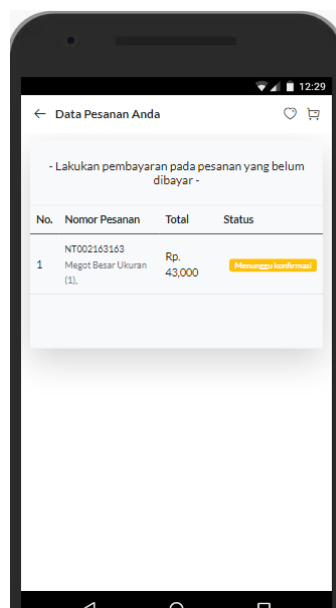 12:29
Data Pesanan Anda
- Lakukan pembayaran pada pesanan yang belum
dibayar -
No. Nomor Pesanan Total Status
NT002163163
1 Megot Besar Ukuran Rp. 43,000 Menunggu konfirmasi
(1),